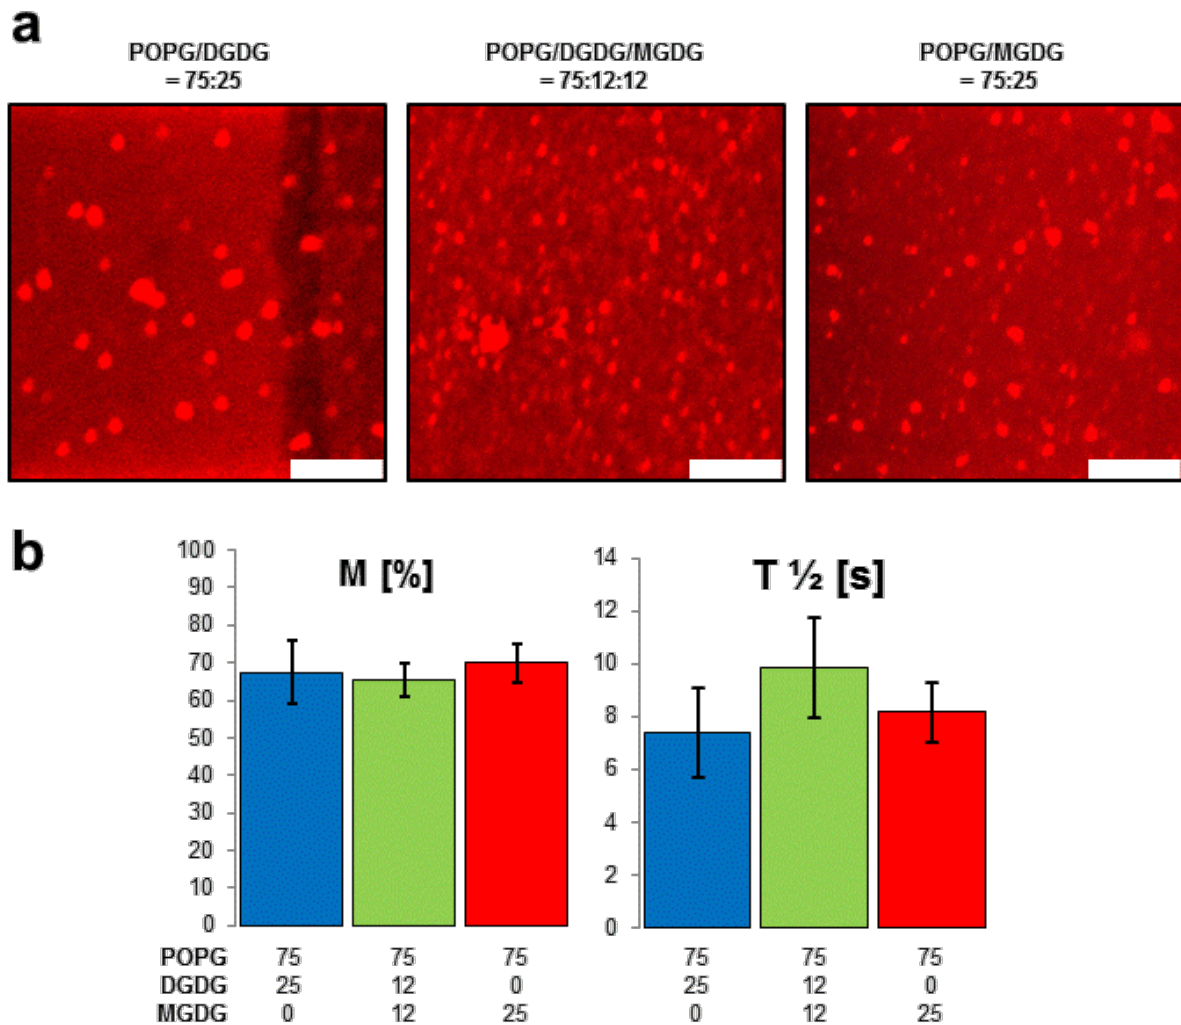 a
POPG/DGDG
= 75:25
POPG/DGDG/MGDG
= 75:12:12
POPG/MGDG
= 75:25
b
M [%]
100
90
80
70
60
50
40
30
20
10
0
T ½ [s]
14
12
10
8
6
4
2
0
POPG 75 75 75 75 75 75
DGDG 25 12 0 25 12 0
MGDG 0 12 25 0 12 25